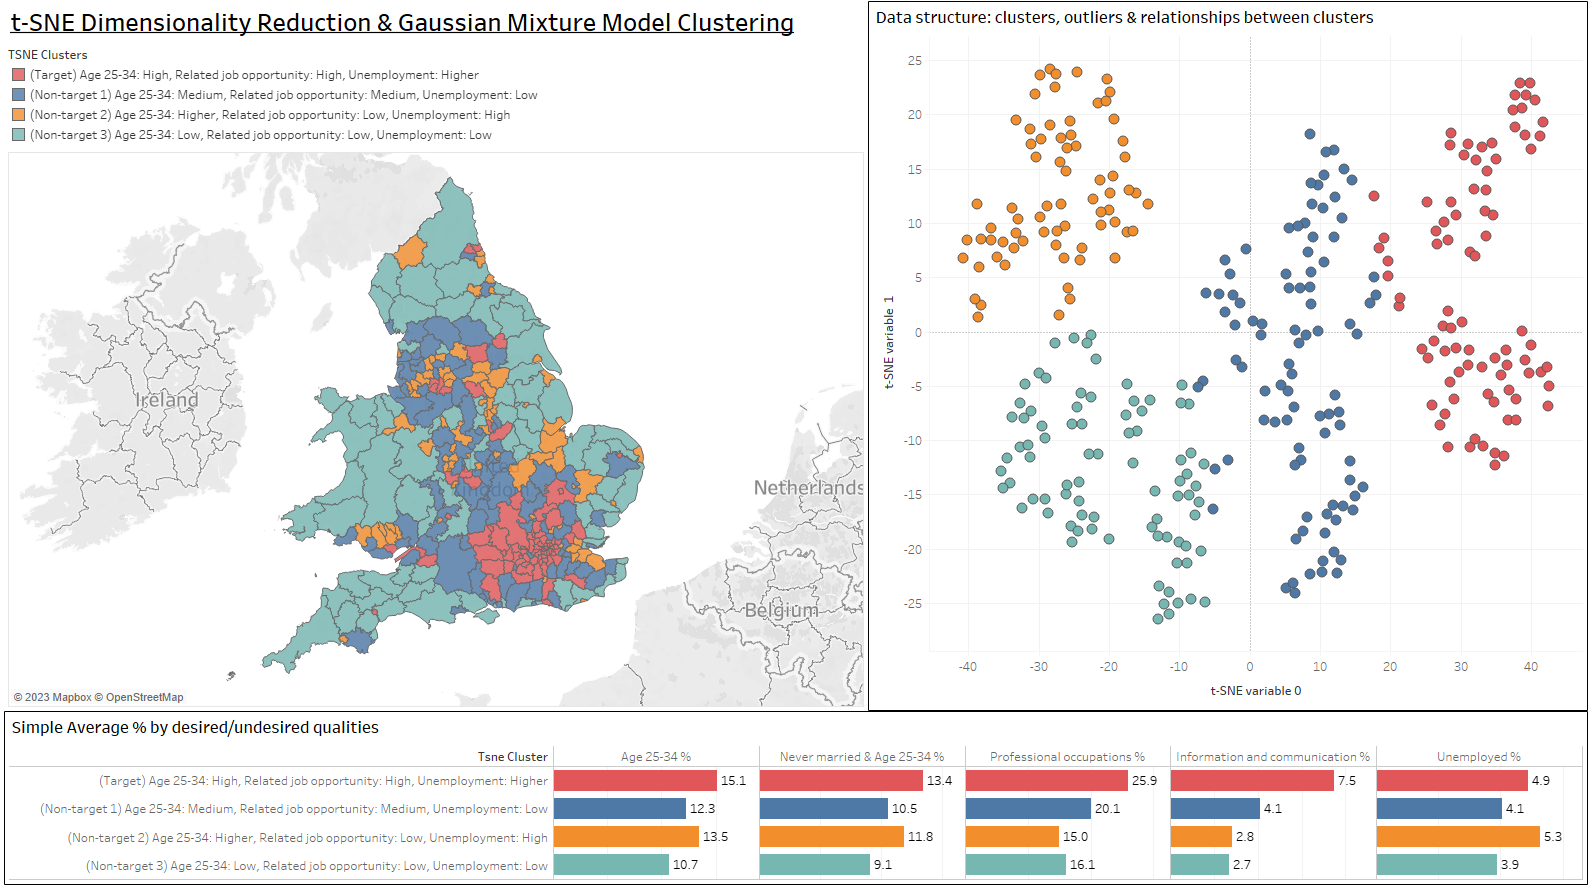 t-SNE Dimensionality Reduction & Gaussian Mixture Model Clustering
TSNE Clusters
(Target) Age 25-34: High, Related job opportunity: High, Unemployment: Higher
(Non-target 1) Age 25-34: Medium, Related job opportunity: Medium, Unemployment: Low
(Non-target 2) Age 25-34: Higher, Related job opportunity: Low, Unemployment: High
(Non-target 3) Age 25-34: Low, Related job opportunity: Low, Unemployment: Low
Ireland
Netherlands
Belgium
© 2023 Mapbox © OpenStreetMap
Data structure: clusters, outliers & relationships between clusters
t-SNE variable 1
25
20
15
10
5
0
-5
-10
-15
-20
-25
-40 -30 -20 -10 0 10 20 30 40
t-SNE variable 0
Simple Average % by desired/undesired qualities
Tsne Cluster Age 25-34 % Never married & Age 25-34 % Professional occupations % Information and communication % Unemployed %
(Target) Age 25-34: High, Related job opportunity: High, Unemployment: Higher 15.1 13.4 25.9 7.5 4.9
(Non-target 1) Age 25-34: Medium, Related job opportunity: Medium, Unemployment: Low 12.3 10.5 20.1 4.1 4.1
(Non-target 2) Age 25-34: Higher, Related job opportunity: Low, Unemployment: High 13.5 11.8 15.0 2.8 5.3
(Non-target 3) Age 25-34: Low, Related job opportunity: Low, Unemployment: Low 10.7 9.1 16.1 2.7 3.9